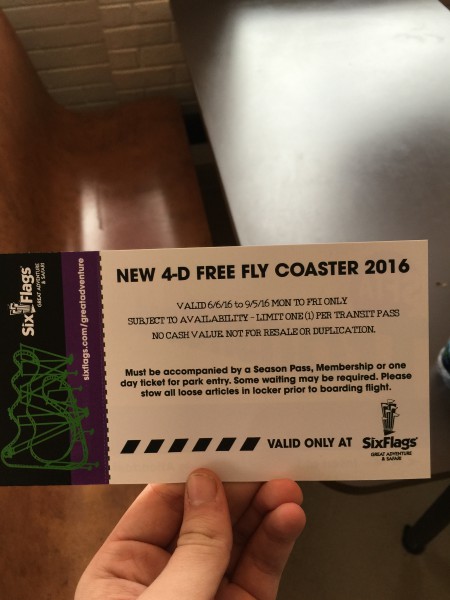 NEW 4-D FREE FLY COASTER 2016
VALID 6/6/16 to 9/5/16 MON TO FRI ONLY
SUBJECT TO AVAILABILITY - LIMIT ONE (1) PER TRANSIT PASS
NO CASH VALUE. NOT FOR RESALE OR DUPLICATION.
Must be accompanied by a Season Pass, Membership or one
day ticket for park entry. Some waiting may be required. Please
stow all loose articles in locker prior to boarding flight.
VALID ONLY AT
SixFlags
GREAT ADVENTURE
& SAFARI
SixFlags
GREAT ADVENTURE
& SAFARI
sixflags.com/greatadventure